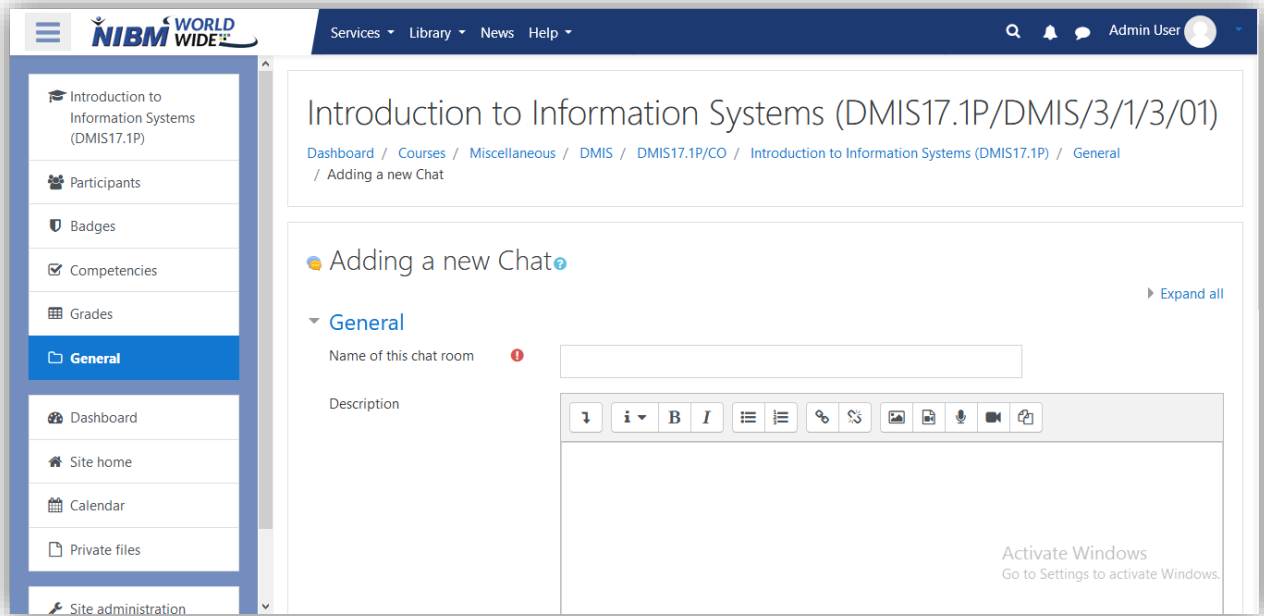 NIBM WORLD WIDE
Services Library News Help Admin User
Introduction to
Information Systems
(DMIS17.1P)
Participants
Badges
Competencies
Grades
General
Dashboard
Site home
Calendar
Private files
Site administration
Introduction to Information Systems (DMIS17.1P/DMIS/3/1/3/01)
Dashboard / Courses / Miscellaneous / DMIS / DMIS17.1P/CO / Introduction to Information Systems (DMIS17.1P) / General
/ Adding a new Chat
Adding a new Chat
Expand all
General
Name of this chat room
Description
i B I
Activate Windows
Go to Settings to activate Windows.